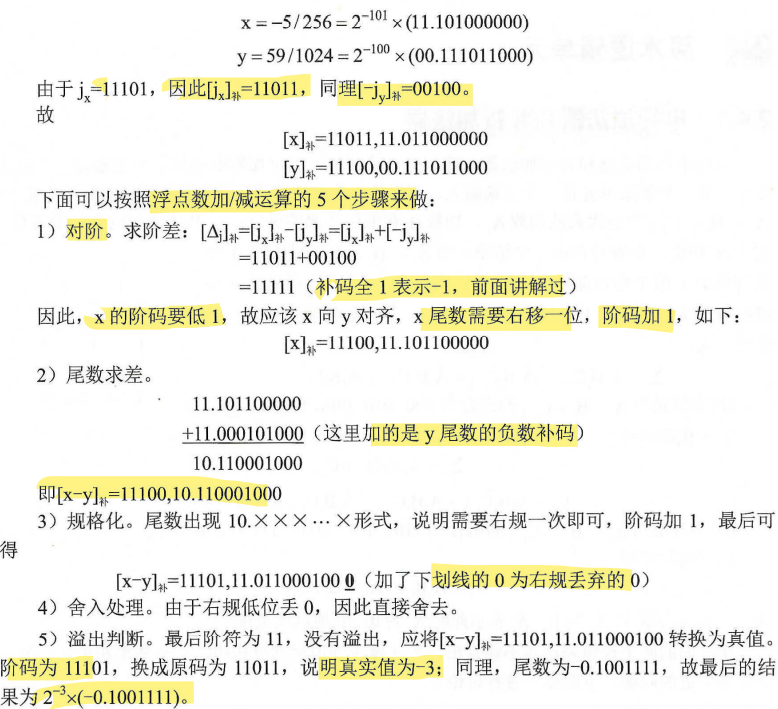 x = −5/256 = 2⁻¹⁰¹ × (11.101000000)
y = 59/1024 = 2⁻¹⁰⁰ × (00.111011000)
由于 jₓ=11101，因此[jₓ]补=11011，同理[−jᵧ]补=00100。
故
[x]补=11011,11.011000000
[y]补=11100,00.111011000
下面可以按照浮点数加/减运算的 5 个步骤来做：
1）对阶。求阶差：[Δj]补=[jₓ]补−[jᵧ]补=[jₓ]补+[−jᵧ]补
=11011+00100
=11111（补码全 1 表示−1，前面讲解过）
因此，x 的阶码要低 1，故应该 x 向 y 对齐，x 尾数需要右移一位，阶码加 1，如下：
[x]补=11100,11.101100000
2）尾数求差。
11.101100000
+11.000101000（这里加的是 y 尾数的负数补码）
10.110001000
即[x−y]补=11100,10.110001000
3）规格化。尾数出现 10.×××…×形式，说明需要右规一次即可，阶码加 1，最后可
得
[x−y]补=11101,11.011000100 0（加了下划线的 0 为右规丢弃的 0）
4）舍入处理。由于右规低位丢 0，因此直接舍去。
5）溢出判断。最后阶符为 11，没有溢出，应将[x−y]补=11101,11.011000100 转换为真值。
阶码为 11101，换成原码为 11011，说明真实值为−3；同理，尾数为−0.1001111，故最后的结
果为 2⁻³×(−0.1001111)。